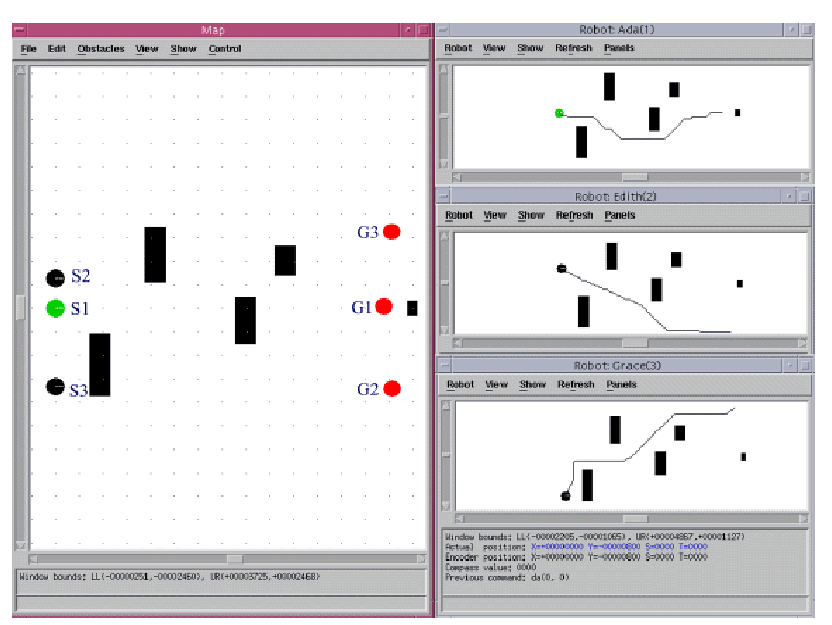 Map
File Edit Obstacles View Show Control
G3
S2
S1
G1
S3
G2
Window bounds: LL(-00000251,-00002460), UR(+00003725,+00002468)
Robot: Ada(1)
Robot View Show Refresh Panels
Robot: Edith(2)
Robot View Show Refresh Panels
Robot: Grace(3)
Robot View Show Refresh Panels
Window bounds: LL(-00002205,-00001065), UR(+00004867,+00001127)
Actual position: X=+00000000 Y=-00000800 S=0000 T=0000
Encoder position: X=+00000000 Y=-00000800 S=0000 T=0000
Compass value: 0000
Previous command: da(0, 0)